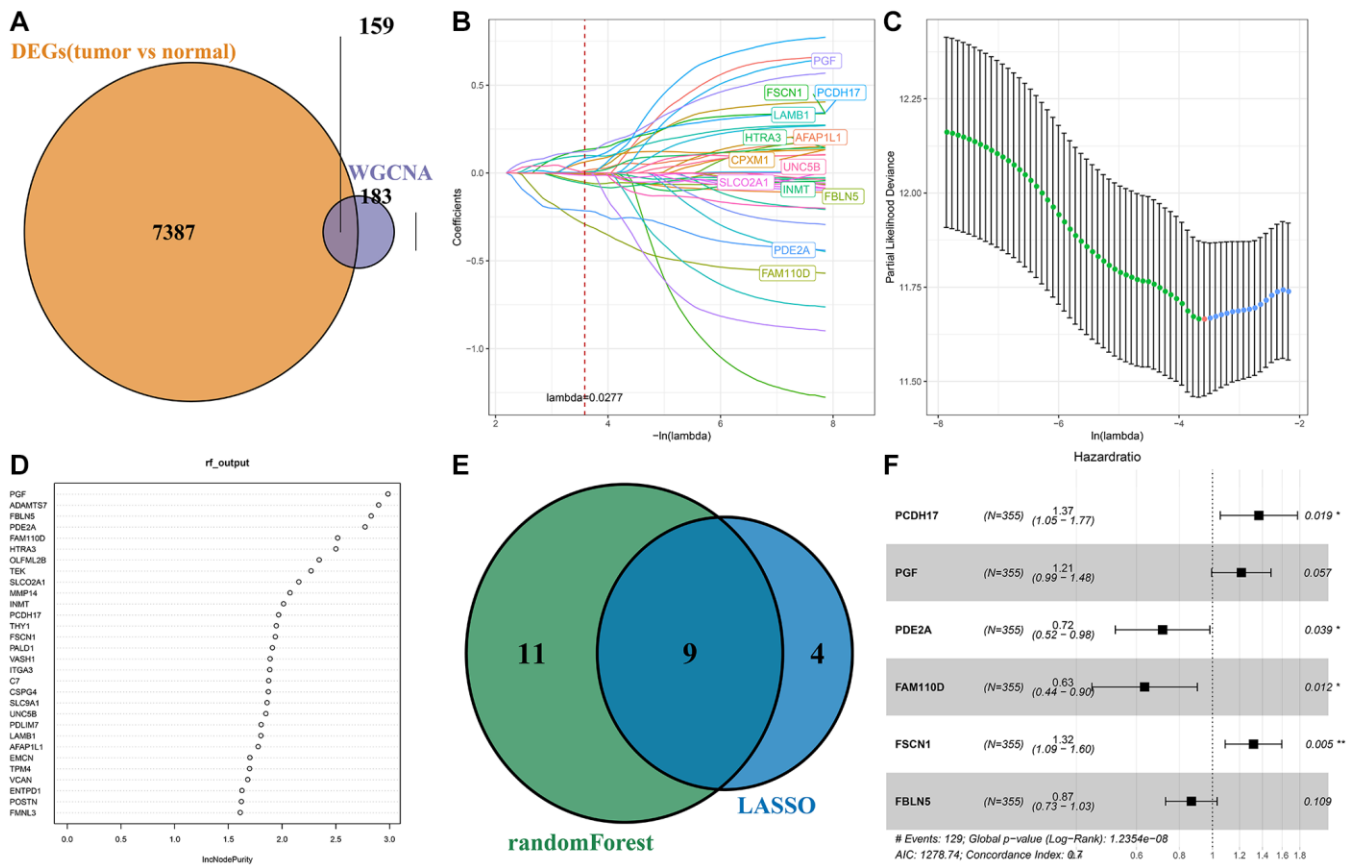 A
DEGs(tumor vs normal)
159
WGCNA
183
7387
B
PGF
FSCN1
PCDH17
LAMB1
HTRA3
AFAP1L1
CPXM1
UNC5B
SLCO2A1
INMT
FBLN5
PDE2A
FAM110D
0.5
0.0
−0.5
−1.0
Coefficients
lambda=0.0277
2
4
6
8
−ln(lambda)
C
12.25
12.00
11.75
11.50
Partial Likelihood Deviance
−8
−6
−4
−2
ln(lambda)
D
rf_output
PGF
ADAMTS7
FBLN5
PDE2A
FAM110D
HTRA3
OLFML2B
TEK
SLCO2A1
MMP14
INMT
PCDH17
THY1
FSCN1
PALD1
VASH1
ITGA3
C7
CSPG4
SLC9A1
UNC5B
PDLIM7
LAMB1
AFAP1L1
EMCN
TPM4
VCAN
ENTPD1
POSTN
FMNL3
0.0 0.5 1.0 1.5 2.0 2.5 3.0
IncNodePurity
E
11
9
4
LASSO
randomForest
F
Hazardratio
PCDH17 (N=355) 1.37 (1.05 − 1.77) 0.019 *
PGF (N=355) 1.21 (0.99 − 1.48) 0.057
PDE2A (N=355) 0.72 (0.52 − 0.98) 0.039 *
FAM110D (N=355) 0.63 (0.44 − 0.90) 0.012 *
FSCN1 (N=355) 1.32 (1.09 − 1.60) 0.005 **
FBLN5 (N=355) 0.87 (0.73 − 1.03) 0.109
# Events: 129; Global p−value (Log−Rank): 1.2354e−08
AIC: 1278.74; Concordance Index: 0.7
0.6 0.8 1 1.2 1.4 1.6 1.8